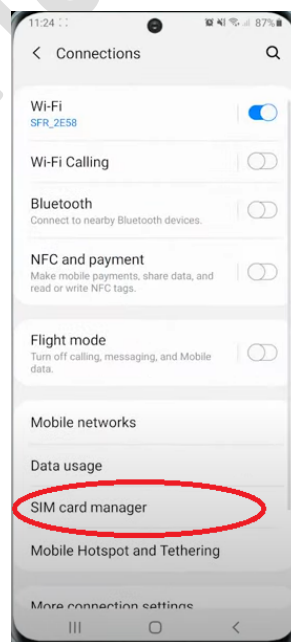 11:24
87%
Connections
Wi-Fi
SFR_2E58
Wi-Fi Calling
Bluetooth
Connect to nearby Bluetooth devices.
NFC and payment
Make mobile payments, share data, and
read or write NFC tags.
Flight mode
Turn off calling, messaging, and Mobile
data.
Mobile networks
Data usage
SIM card manager
Mobile Hotspot and Tethering
More connection settings